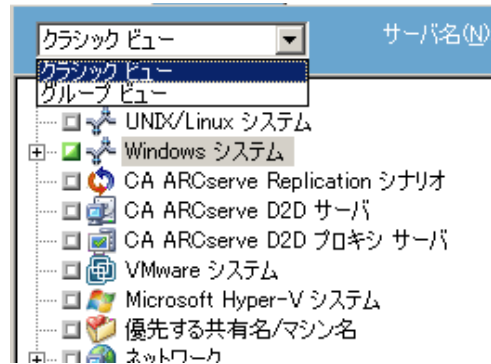 クラシック ビュー
サーバ名(N)
クラシック ビュー
グループ ビュー
UNIX/Linux システム
Windows システム
CA ARCserve Replication シナリオ
CA ARCserve D2D サーバ
CA ARCserve D2D プロキシ サーバ
VMware システム
Microsoft Hyper-V システム
優先する共有名/マシン名
ネットワーク